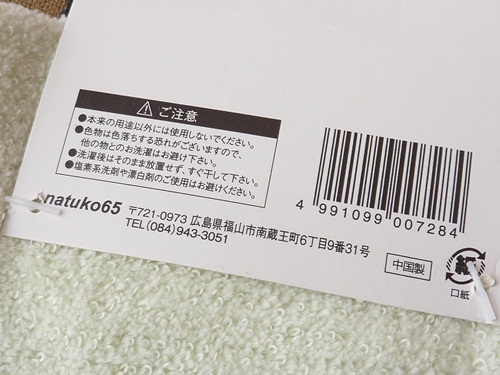 ⚠ ご注意
●本来の用途以外には使用しないでください。
●色物は色落ちする恐れがございますので、
他の物とのお洗濯はお避け下さい。
●洗濯後はそのまま放置せず、すぐ干して下さい。
●塩素系洗剤や漂白剤のご使用はお避けください。
4 991099 007284
natuko65 〒721-0973 広島県福山市南蔵王町6丁目9番31号
TEL(084)943-3051
中国製
口紙